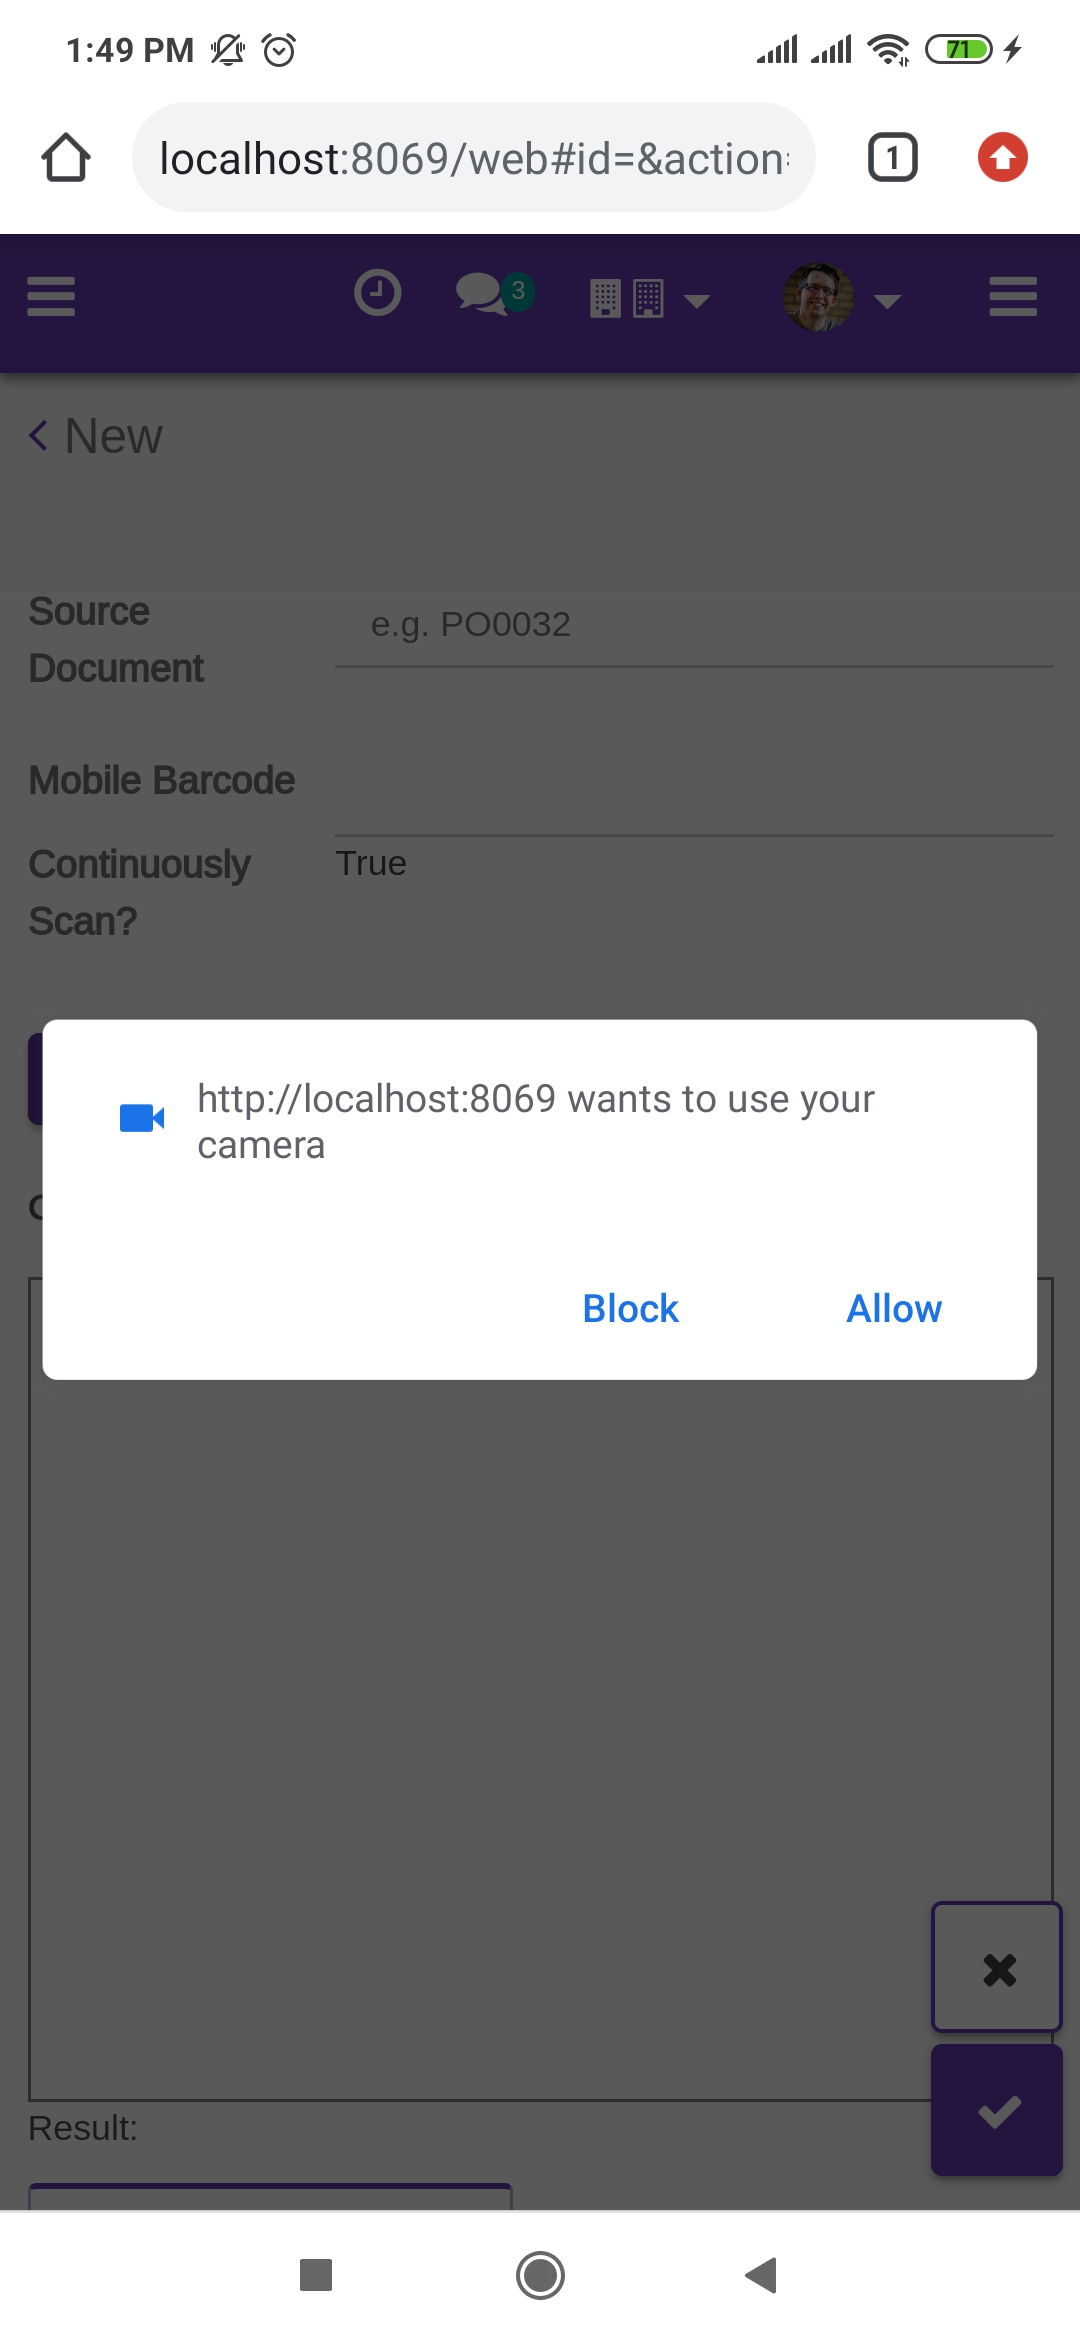 1:49 PM
71
localhost:8069/web#id=&action
1
3
New
Source
Document
e.g. PO0032
Mobile Barcode
Continuously
Scan?
True
http://localhost:8069 wants to use your
camera
Block
Allow
Result: